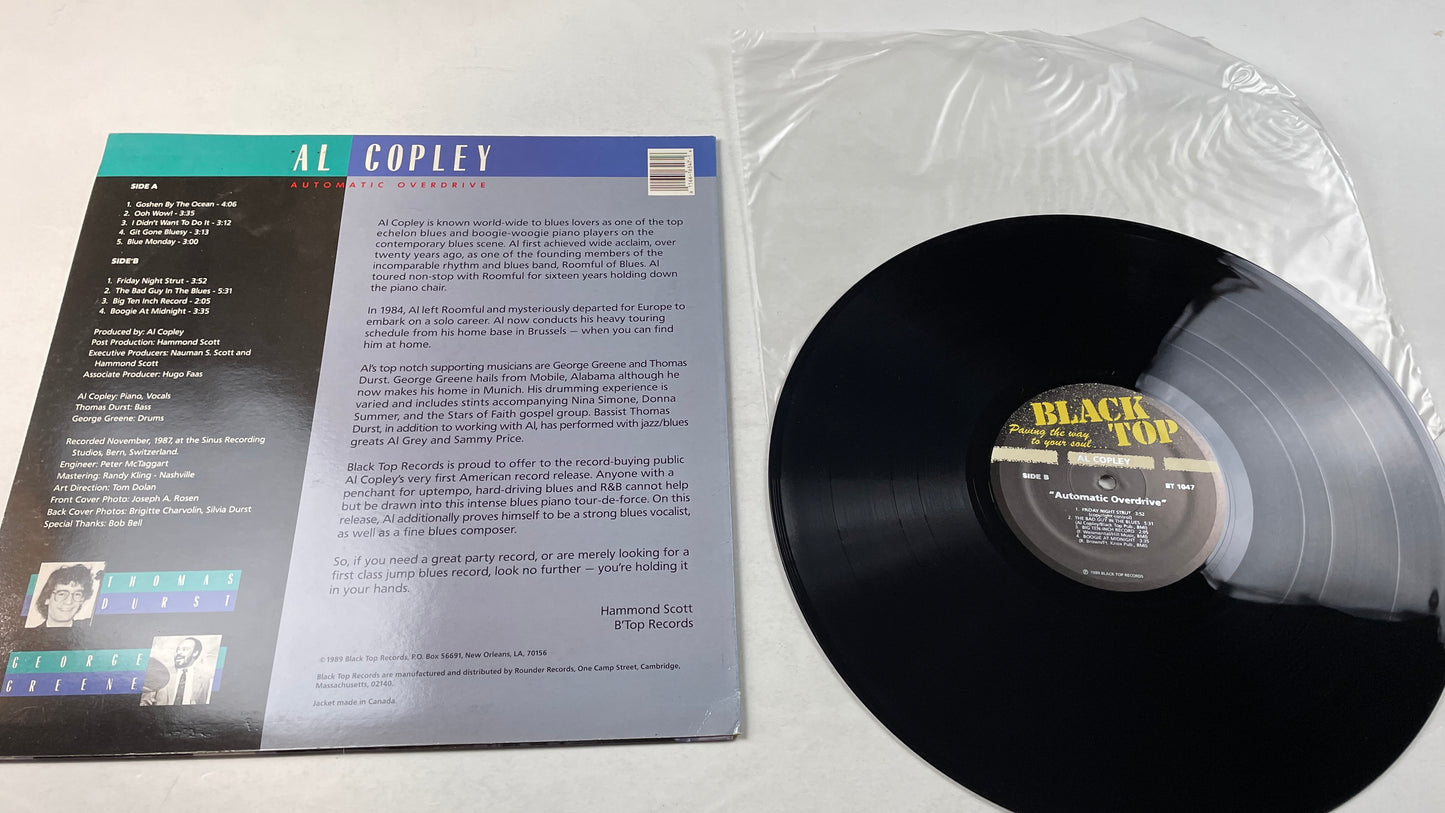 AL COPLEY
AUTOMATIC OVERDRIVE
SIDE A
1. Goshen By The Ocean - 4:06
2. Ooh Wow! - 3:35
3. I Didn't Want To Do It - 3:12
4. Git Gone Bluesy - 3:13
5. Blue Monday - 3:00
SIDE B
1. Friday Night Strut - 3:52
2. The Bad Guy In The Blues - 5:31
3. Big Ten Inch Record - 2:05
4. Boogie At Midnight - 3:35
Produced by: Al Copley
Post Production: Hammond Scott
Executive Producers: Nauman S. Scott and
Hammond Scott
Associate Producer: Hugo Faas
Al Copley: Piano, Vocals
Thomas Durst: Bass
George Greene: Drums
Recorded November, 1987, at the Sinus Recording
Studios, Bern, Switzerland.
Engineer: Peter McTaggart
Mastering: Randy Kling - Nashville
Art Direction: Tom Dolan
Front Cover Photo: Joseph A. Rosen
Back Cover Photos: Brigitte Charvolin, Silvia Durst
Special Thanks: Bob Bell
THOMAS
DURST
GEORGE
GREENE
Al Copley is known world-wide to blues lovers as one of the top
echelon blues and boogie-woogie piano players on the
contemporary blues scene. Al first achieved wide acclaim, over
twenty years ago, as one of the founding members of the
incomparable rhythm and blues band, Roomful of Blues. Al
toured non-stop with Roomful for sixteen years holding down
the piano chair.
In 1984, Al left Roomful and mysteriously departed for Europe to
embark on a solo career. Al now conducts his heavy touring
schedule from his home base in Brussels — when you can find
him at home.
Al's top notch supporting musicians are George Greene and Thomas
Durst. George Greene hails from Mobile, Alabama although he
now makes his home in Munich. His drumming experience is
varied and includes stints accompanying Nina Simone, Donna
Summer, and the Stars of Faith gospel group. Bassist Thomas
Durst, in addition to working with Al, has performed with jazz/blues
greats Al Grey and Sammy Price.
Black Top Records is proud to offer to the record-buying public
Al Copley's very first American record release. Anyone with a
penchant for uptempo, hard-driving blues and R&B cannot help
but be drawn into this intense blues piano tour-de-force. On this
release, Al additionally proves himself to be a strong blues vocalist,
as well as a fine blues composer.
So, if you need a great party record, or are merely looking for a
first class jump blues record, look no further — you're holding it
in your hands.
Hammond Scott
B'Top Records
©1989 Black Top Records, P.O. Box 56691, New Orleans, LA, 70156
Black Top Records are manufactured and distributed by Rounder Records, One Camp Street, Cambridge,
Massachusetts, 02140.
Jacket made in Canada.
BLACK
TOP
Paving the way
to your soul...
AL COPLEY
SIDE B
BT 1047
"Automatic Overdrive"
1. FRIDAY NIGHT STRUT 3:52
(copyright control)
2. THE BAD GUY IN THE BLUES 5:31
(Al Copley/Black Top Pub., BMI)
3. BIG TEN-INCH RECORD 2:05
4. BOOGIE AT MIDNIGHT 3:35
(R. Brown/Ft. Knox Pub., BMI)
℗ 1989 BLACK TOP RECORDS